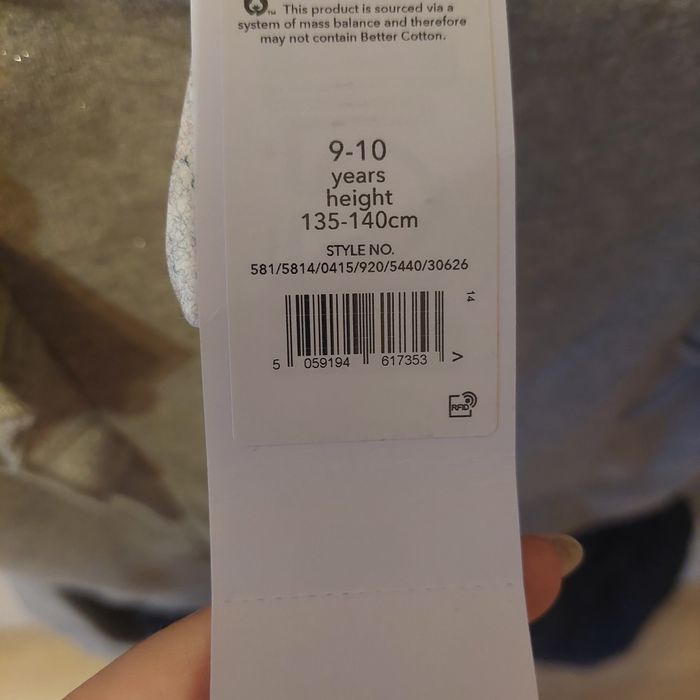 ™ This product is sourced via a
system of mass balance and therefore
may not contain Better Cotton.
9-10
years
height
135-140cm
STYLE NO.
581/5814/0415/920/5440/30626
14
5 059194 617353 >
RFID